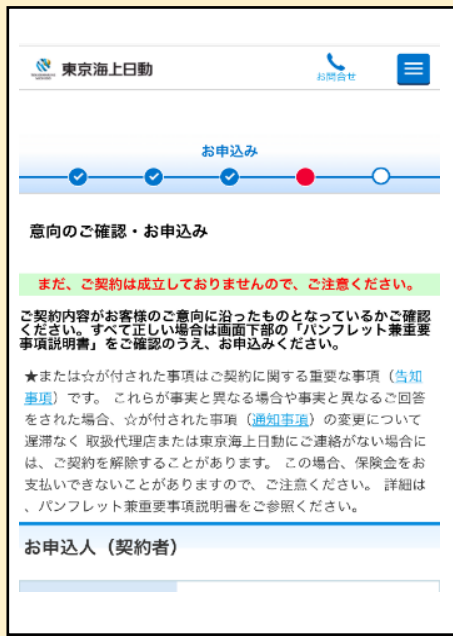 東京海上日動
お問合せ
お申込み
意向のご確認・お申込み
まだ、ご契約は成立しておりませんので、ご注意ください。
ご契約内容がお客様のご意向に沿ったものとなっているかご確認
ください。すべて正しい場合は画面下部の「パンフレット兼重要
事項説明書」をご確認のうえ、お申込みください。
★または☆が付された事項はご契約に関する重要な事項（告知
事項）です。 これらが事実と異なる場合や事実と異なるご回答
をされた場合、☆が付された事項（通知事項）の変更について
遅滞なく 取扱代理店または東京海上日動にご連絡がない場合に
は、ご契約を解除することがあります。 この場合、保険金をお
支払いできないことがありますので、ご注意ください。 詳細は
、パンフレット兼重要事項説明書をご参照ください。
お申込人（契約者）